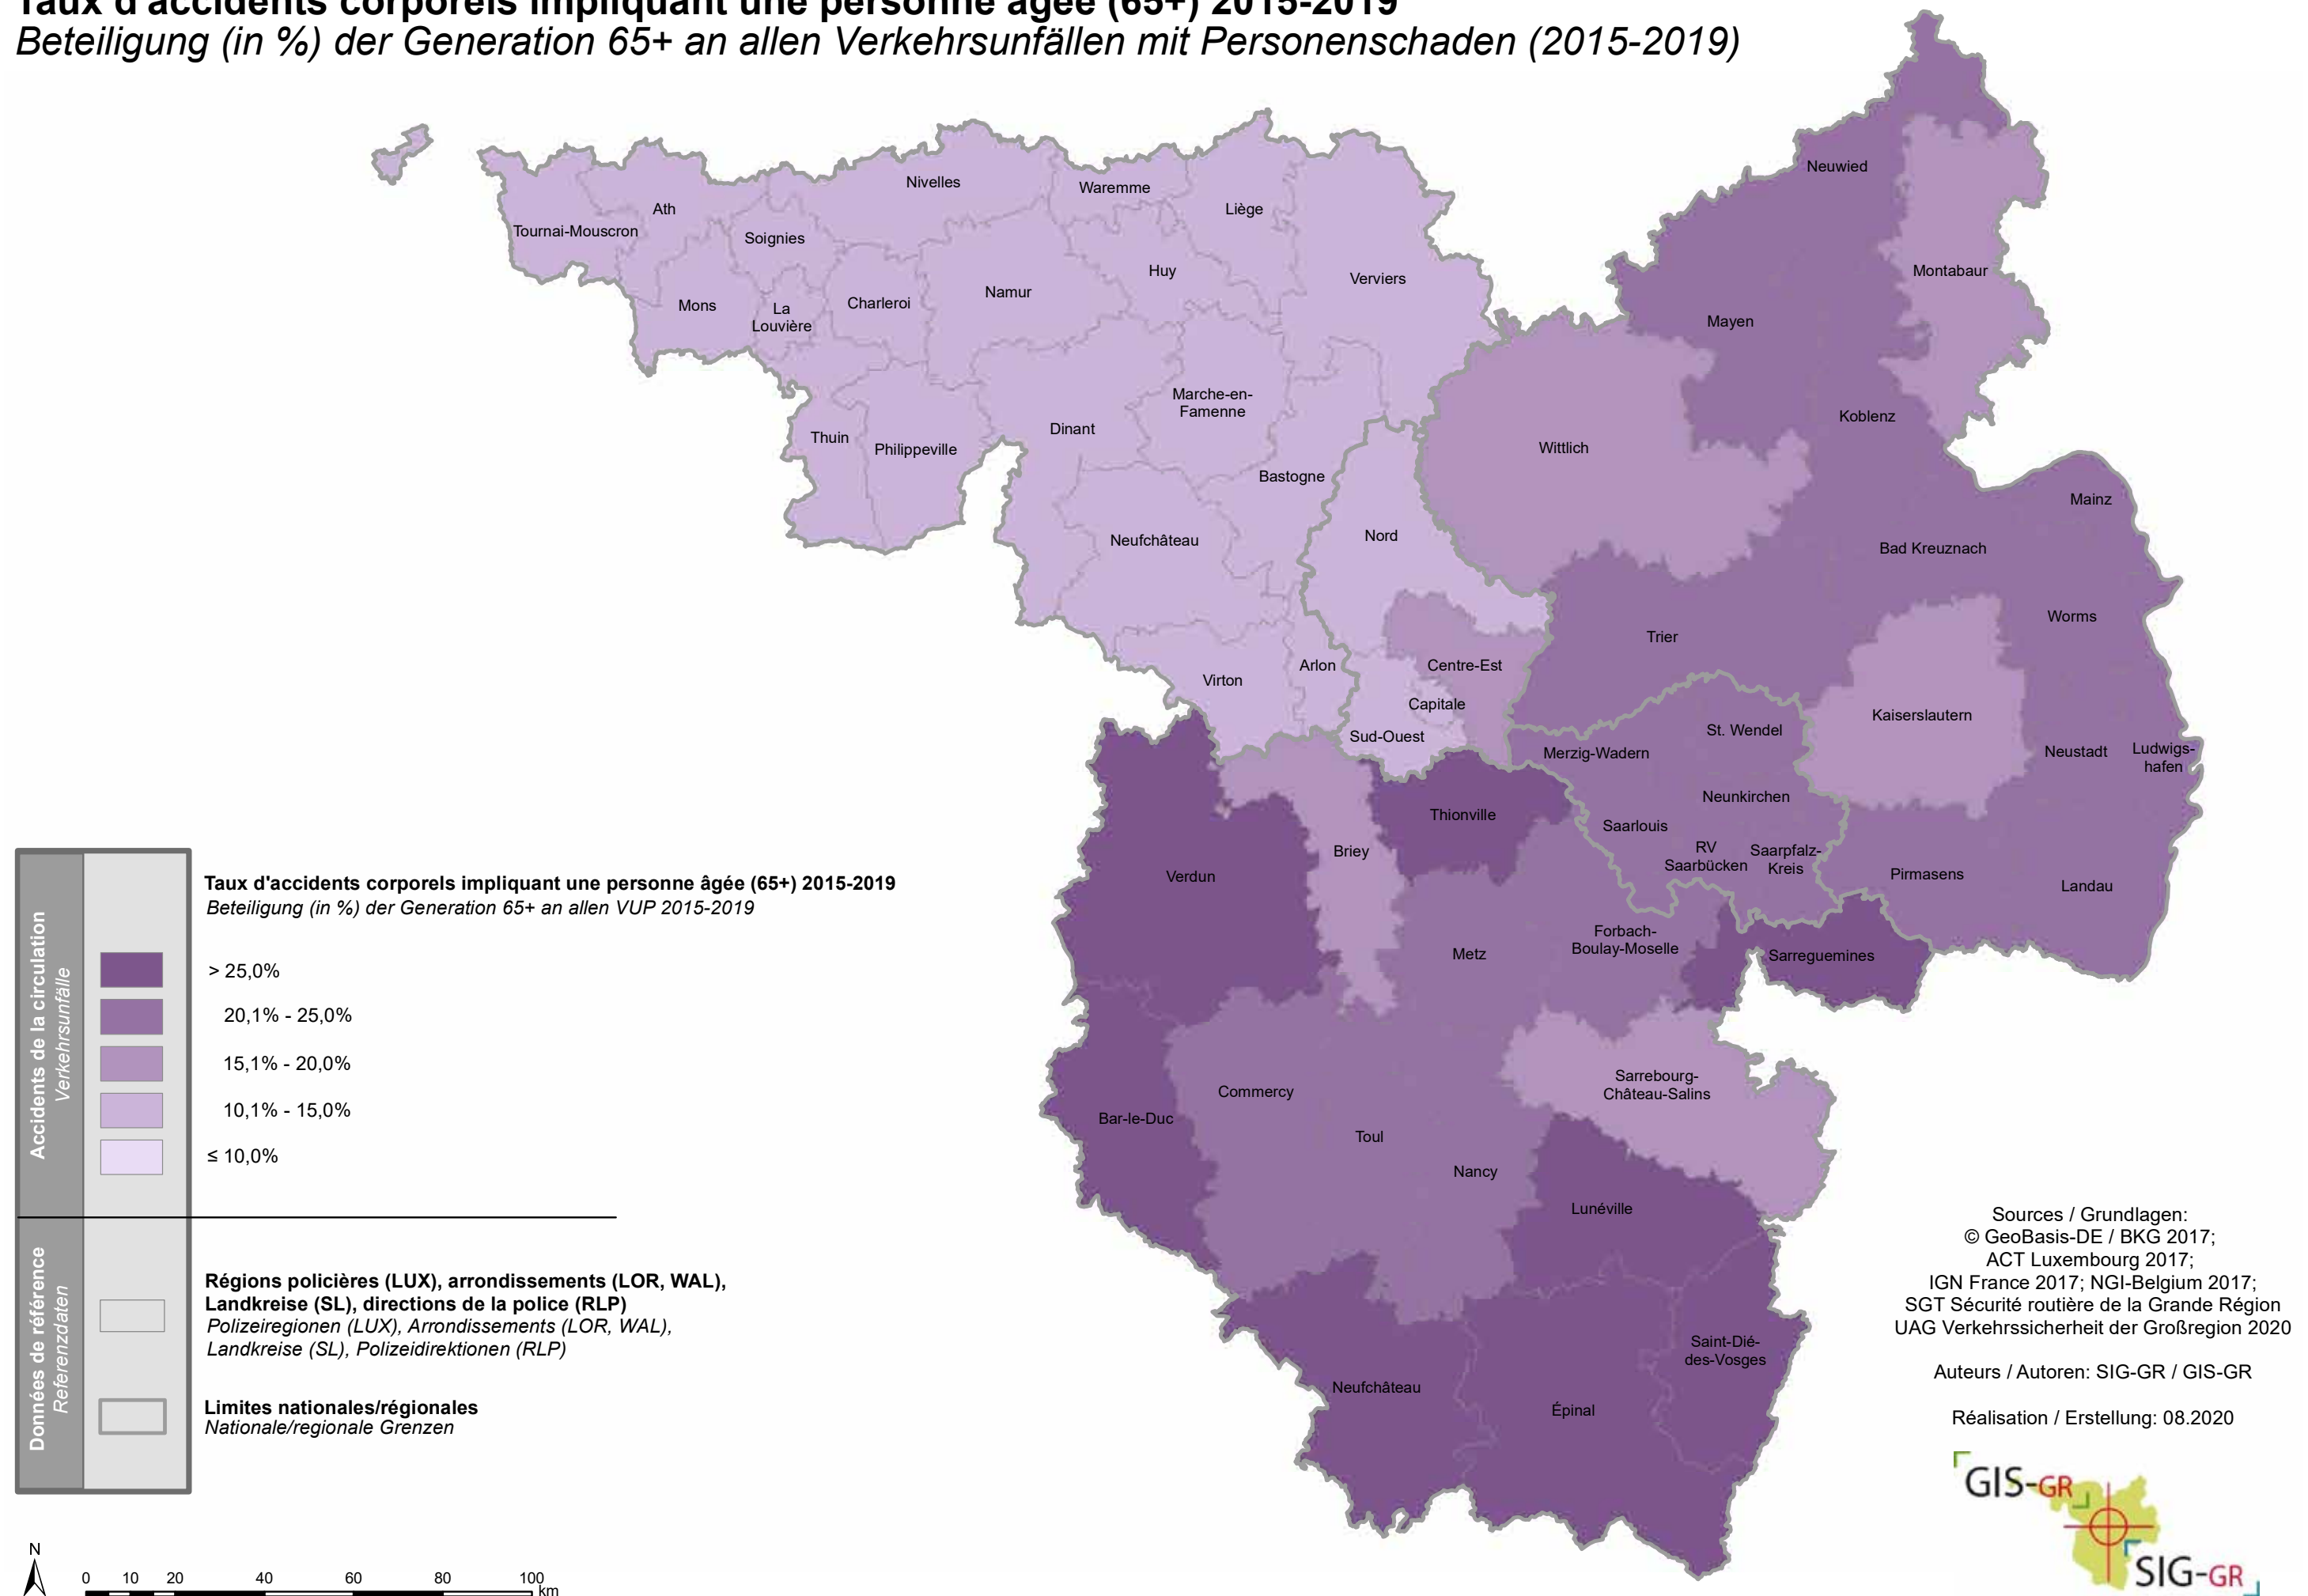 Taux d'accidents corporels impliquant une personne âgée (65+) 2015-2019
Beteiligung (in %) der Generation 65+ an allen Verkehrsunfällen mit Personenschaden (2015-2019)
Neuwied
Nivelles
Waremme
Ath
Liège
Tournai-Mouscron
Soignies
Huy
Montabaur
Verviers
Namur
Mons
Charleroi
La
Louvière
Mayen
Marche-en-
Famenne
Koblenz
Dinant
Thuin
Philippeville
Wittlich
Bastogne
Mainz
Nord
Neufchâteau
Bad Kreuznach
Worms
Trier
Arlon
Centre-Est
Virton
Capitale
Kaiserslautern
St. Wendel
Sud-Ouest
Merzig-Wadern
Neustadt
Ludwigs-
hafen
Neunkirchen
Thionville
Saarlouis
Briey
RV
Saarbücken
Saarpfalz-
Kreis
Verdun
Pirmasens
Landau
Forbach-
Boulay-Moselle
Metz
Sarreguemines
Sarrebourg-
Château-Salins
Commercy
Bar-le-Duc
Toul
Nancy
Lunéville
Saint-Dié-
des-Vosges
Neufchâteau
Épinal
Accidents de la circulation
Verkehrsunfälle
Taux d'accidents corporels impliquant une personne âgée (65+) 2015-2019
Beteiligung (in %) der Generation 65+ an allen VUP 2015-2019
> 25,0%
20,1% - 25,0%
15,1% - 20,0%
10,1% - 15,0%
≤ 10,0%
Données de référence
Referenzdaten
Régions policières (LUX), arrondissements (LOR, WAL),
Landkreise (SL), directions de la police (RLP)
Polizeiregionen (LUX), Arrondissements (LOR, WAL),
Landkreise (SL), Polizeidirektionen (RLP)
Limites nationales/régionales
Nationale/regionale Grenzen
N
0 10 20 40 60 80 100
km
Sources / Grundlagen:
© GeoBasis-DE / BKG 2017;
ACT Luxembourg 2017;
IGN France 2017; NGI-Belgium 2017;
SGT Sécurité routière de la Grande Région
UAG Verkehrssicherheit der Großregion 2020
Auteurs / Autoren: SIG-GR / GIS-GR
Réalisation / Erstellung: 08.2020
GIS-GR
SIG-GR